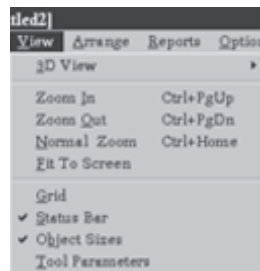 tled2]
View Arrange Reports Optio
3D View
Zoom In Ctrl+PgUp
Zoom Out Ctrl+PgDn
Normal Zoom Ctrl+Home
Fit To Screen
Grid
✔ Status Bar
✔ Object Sizes
Tool Parameters